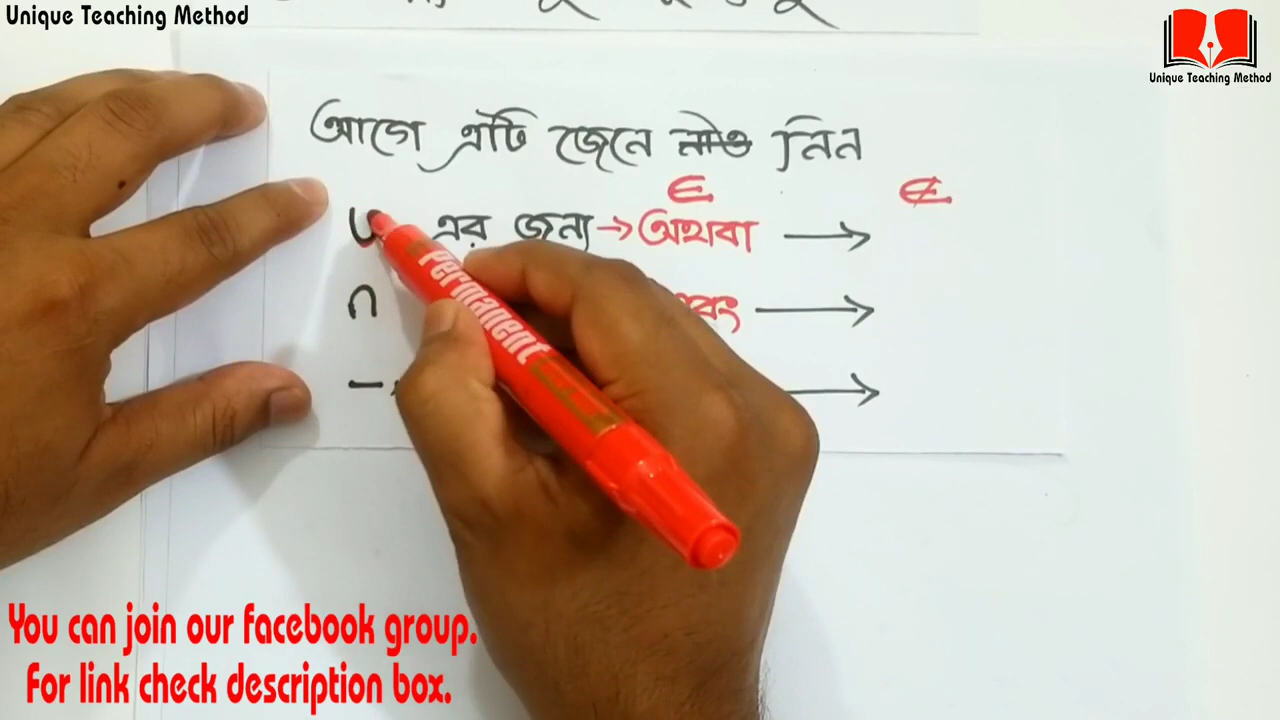 Unique Teaching Method
Unique Teaching Method
আগে এটি জেনে নাও নিন
∈ ∉
∪ এর জন্য → অথবা →
∩ →
− →
You can join our facebook group.
For link check description box.